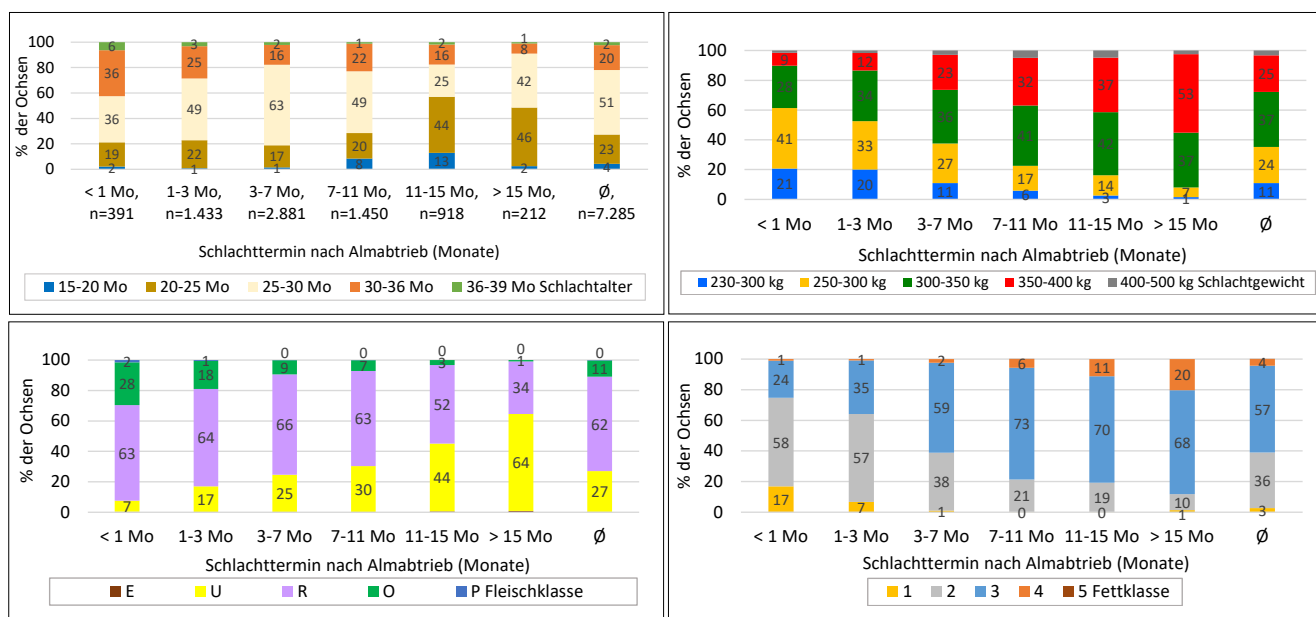 % der Ochsen
100
80
60
40
20
0
6 3 2 1 2 1 2
36 25 16 22 16 8 20
36 49 63 49 25 42 51
19 22 17 20 44 46 23
2 1 1 8 13 2 4
< 1 Mo, 1-3 Mo, 3-7 Mo, 7-11 Mo, 11-15 Mo, > 15 Mo, Ø,
n=391 n=1.433 n=2.881 n=1.450 n=918 n=212 n=7.285
Schlachttermin nach Almabtrieb (Monate)
15-20 Mo 20-25 Mo 25-30 Mo 30-36 Mo 36-39 Mo Schlachtalter
% der Ochsen
100
80
60
40
20
0
9 12 23 32 37 53 25
28 34 36 41 42 37 37
41 33 27 17 14 7 24
21 20 11 6 3 1 11
< 1 Mo 1-3 Mo 3-7 Mo 7-11 Mo 11-15 Mo > 15 Mo Ø
Schlachttermin nach Almabtrieb (Monate)
230-300 kg 250-300 kg 300-350 kg 350-400 kg 400-500 kg Schlachtgewicht
% der Ochsen
100
80
60
40
20
0
2 1 0 0 0 0 0
28 18 9 7 3 1 11
63 64 66 63 52 34 62
7 17 25 30 44 64 27
< 1 Mo 1-3 Mo 3-7 Mo 7-11 Mo 11-15 Mo > 15 Mo Ø
Schlachttermin nach Almabtrieb (Monate)
E U R O P Fleischklasse
% der Ochsen
100
80
60
40
20
0
1 1 2 6 11 20 4
24 35 59 73 70 68 57
58 57 38 21 19 10 36
17 7 1 0 0 1 3
< 1 Mo 1-3 Mo 3-7 Mo 7-11 Mo 11-15 Mo > 15 Mo Ø
Schlachttermin nach Almabtrieb (Monate)
1 2 3 4 5 Fettklasse